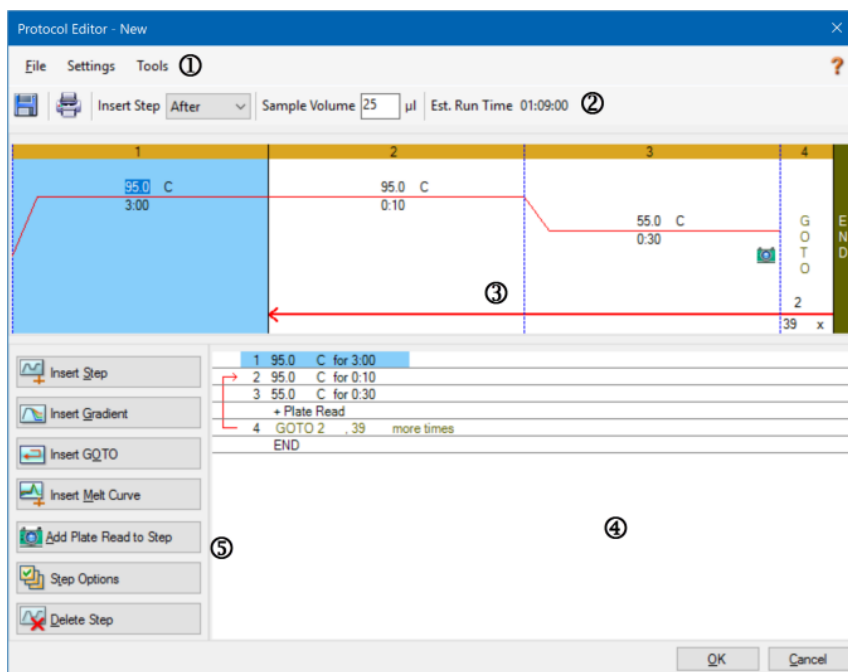 Protocol Editor - New
File Settings Tools ①
Insert Step After Sample Volume 25 µl Est. Run Time 01:09:00 ②
1 2 3 4
95.0 C 95.0 C
3:00 0:10
55.0 C
0:30
GOTO
END
③
2
39 x
Insert Step
Insert Gradient
Insert GOTO
Insert Melt Curve
Add Plate Read to Step
Step Options
Delete Step
⑤
1 95.0 C for 3:00
2 95.0 C for 0:10
3 55.0 C for 0:30
+ Plate Read
4 GOTO 2 , 39 more times
END
④
OK Cancel